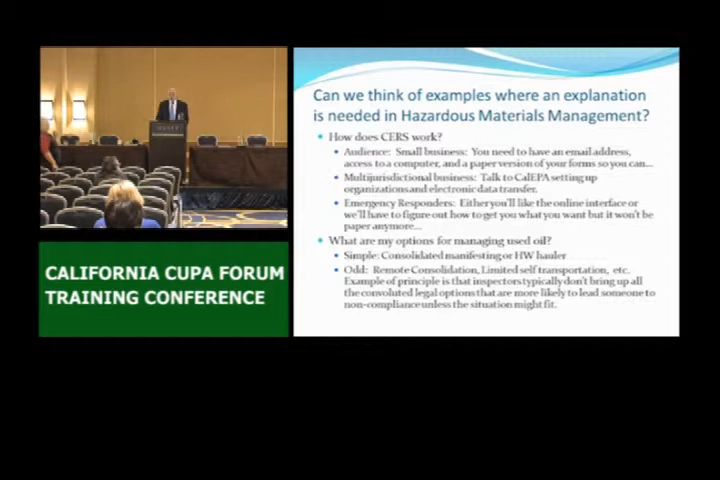 Can we think of examples where an explanation
is needed in Hazardous Materials Management?
How does CERS work?
Audience: Small business: You need to have an email address,
access to a computer, and a paper version of your forms so you can...
Multijurisdictional business: Talk to CalEPA setting up
organizations and electronic data transfer.
Emergency Responders: Either you'll like the online interface or
we'll have to figure out how to get you what you want but it won't be
paper anymore...
What are my options for managing used oil?
Simple: Consolidated manifesting or HW hauler
Odd: Remote Consolidation, Limited self transportation, etc.
Example of principle is that inspectors typically don't bring up all
the convoluted legal options that are more likely to lead someone to
non-compliance unless the situation might fit.
CALIFORNIA CUPA FORUM
TRAINING CONFERENCE